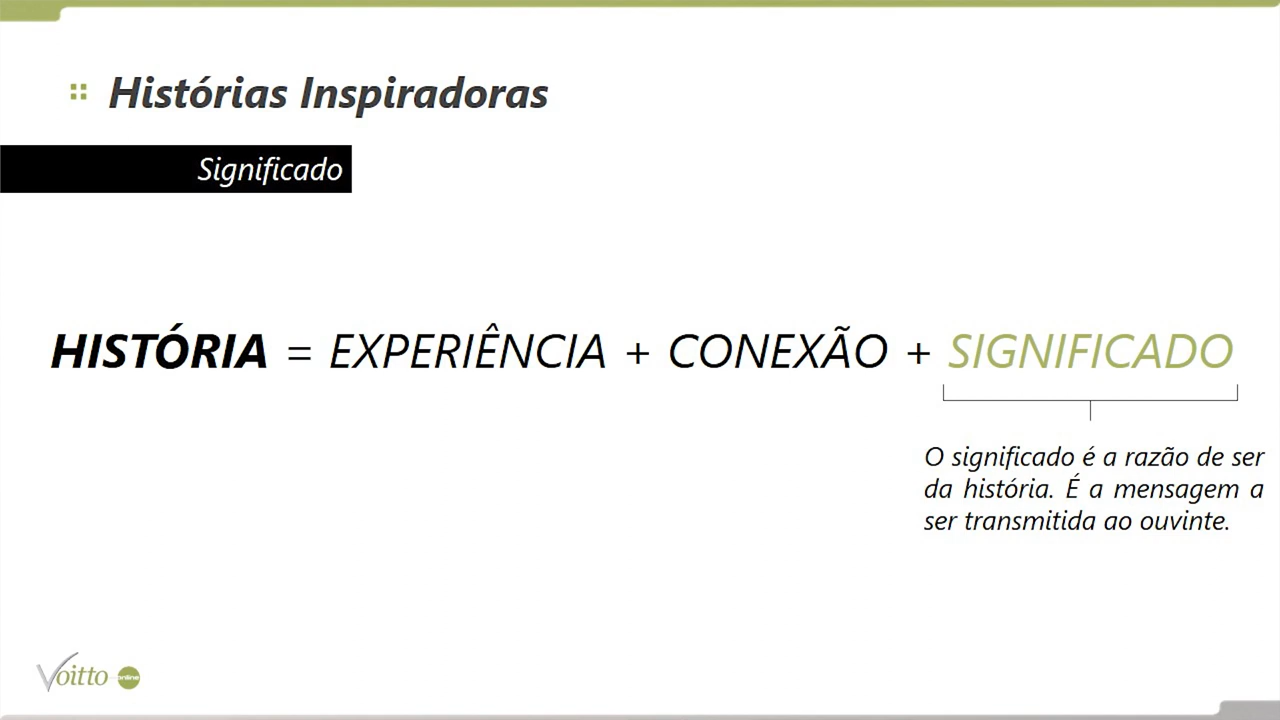 Histórias Inspiradoras
Significado
HISTÓRIA = EXPERIÊNCIA + CONEXÃO + SIGNIFICADO
O significado é a razão de ser
da história. É a mensagem a
ser transmitida ao ouvinte.
Voitto online